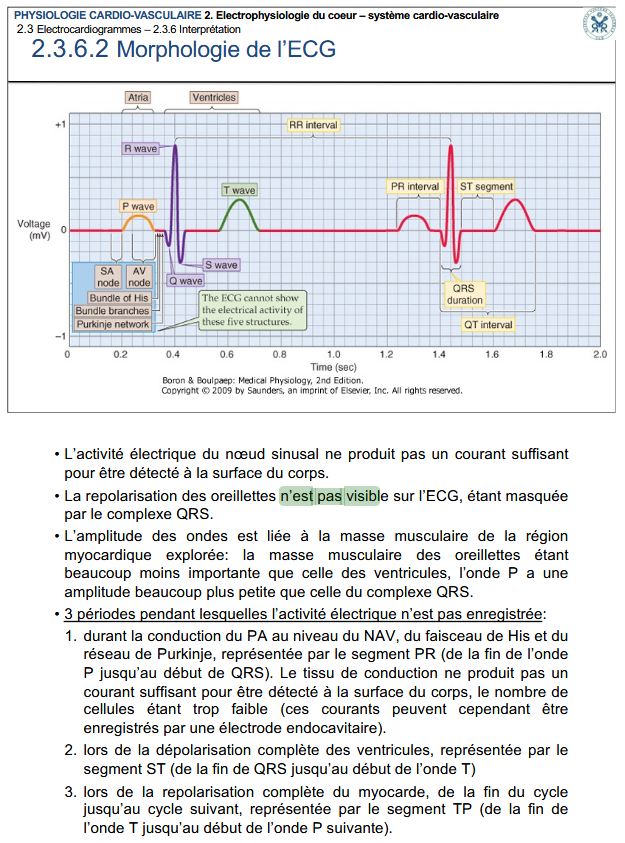 PHYSIOLOGIE CARDIO-VASCULAIRE 2. Electrophysiologie du coeur – système cardio-vasculaire
2.3 Electrocardiogrammes – 2.3.6 Interprétation
2.3.6.2 Morphologie de l’ECG
Atria
Ventricles
+1
RR interval
R wave
T wave
PR interval
ST segment
P wave
Voltage
(mV)
0
S wave
SA
node
AV
node
Q wave
QRS
duration
Bundle of His
Bundle branches
Purkinje network
The ECG cannot show
the electrical activity of
these five structures.
QT interval
–1
0 0.2 0.4 0.6 0.8 1.0 1.2 1.4 1.6 1.8 2.0
Time (sec)
Boron & Boulpaep: Medical Physiology, 2nd Edition.
Copyright © 2009 by Saunders, an imprint of Elsevier, Inc. All rights reserved.
• L’activité électrique du nœud sinusal ne produit pas un courant suffisant
pour être détecté à la surface du corps.
• La repolarisation des oreillettes n’est pas visible sur l’ECG, étant masquée
par le complexe QRS.
• L’amplitude des ondes est liée à la masse musculaire de la région
myocardique explorée: la masse musculaire des oreillettes étant
beaucoup moins importante que celle des ventricules, l’onde P a une
amplitude beaucoup plus petite que celle du complexe QRS.
• 3 périodes pendant lesquelles l’activité électrique n’est pas enregistrée:
1. durant la conduction du PA au niveau du NAV, du faisceau de His et du
réseau de Purkinje, représentée par le segment PR (de la fin de l’onde
P jusqu’au début de QRS). Le tissu de conduction ne produit pas un
courant suffisant pour être détecté à la surface du corps, le nombre de
cellules étant trop faible (ces courants peuvent cependant être
enregistrés par une électrode endocavitaire).
2. lors de la dépolarisation complète des ventricules, représentée par le
segment ST (de la fin de QRS jusqu’au début de l’onde T)
3. lors de la repolarisation complète du myocarde, de la fin du cycle
jusqu’au cycle suivant, représentée par le segment TP (de la fin de
l’onde T jusqu’au début de l’onde P suivante).